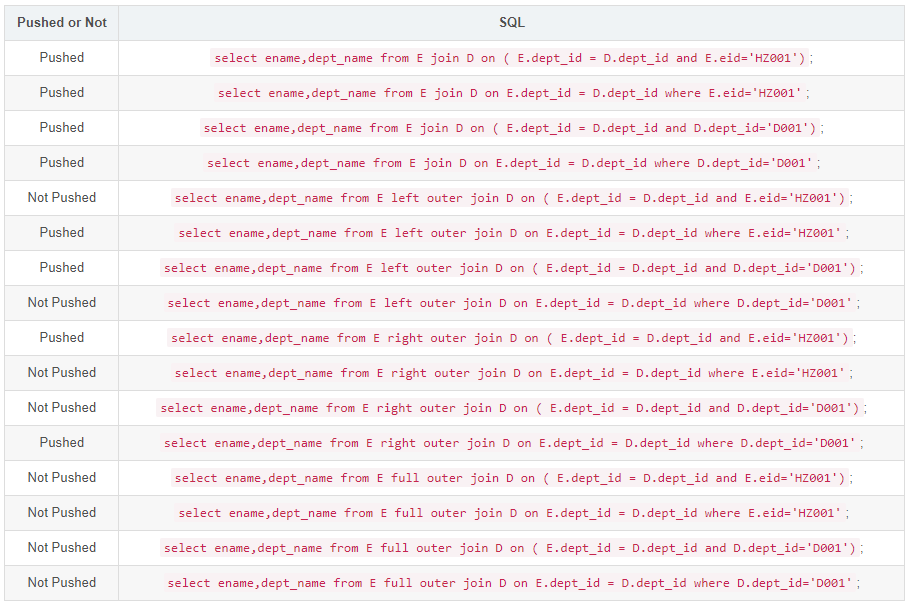 Pushed or Not SQL
Pushed select ename,dept_name from E join D on ( E.dept_id = D.dept_id and E.eid='HZ001');
Pushed select ename,dept_name from E join D on E.dept_id = D.dept_id where E.eid='HZ001';
Pushed select ename,dept_name from E join D on ( E.dept_id = D.dept_id and D.dept_id='D001');
Pushed select ename,dept_name from E join D on E.dept_id = D.dept_id where D.dept_id='D001';
Not Pushed select ename,dept_name from E left outer join D on ( E.dept_id = D.dept_id and E.eid='HZ001');
Pushed select ename,dept_name from E left outer join D on E.dept_id = D.dept_id where E.eid='HZ001';
Pushed select ename,dept_name from E left outer join D on ( E.dept_id = D.dept_id and D.dept_id='D001');
Not Pushed select ename,dept_name from E left outer join D on E.dept_id = D.dept_id where D.dept_id='D001';
Pushed select ename,dept_name from E right outer join D on ( E.dept_id = D.dept_id and E.eid='HZ001');
Not Pushed select ename,dept_name from E right outer join D on E.dept_id = D.dept_id where E.eid='HZ001';
Not Pushed select ename,dept_name from E right outer join D on ( E.dept_id = D.dept_id and D.dept_id='D001');
Pushed select ename,dept_name from E right outer join D on E.dept_id = D.dept_id where D.dept_id='D001';
Not Pushed select ename,dept_name from E full outer join D on ( E.dept_id = D.dept_id and E.eid='HZ001');
Not Pushed select ename,dept_name from E full outer join D on E.dept_id = D.dept_id where E.eid='HZ001';
Not Pushed select ename,dept_name from E full outer join D on ( E.dept_id = D.dept_id and D.dept_id='D001');
Not Pushed select ename,dept_name from E full outer join D on E.dept_id = D.dept_id where D.dept_id='D001';